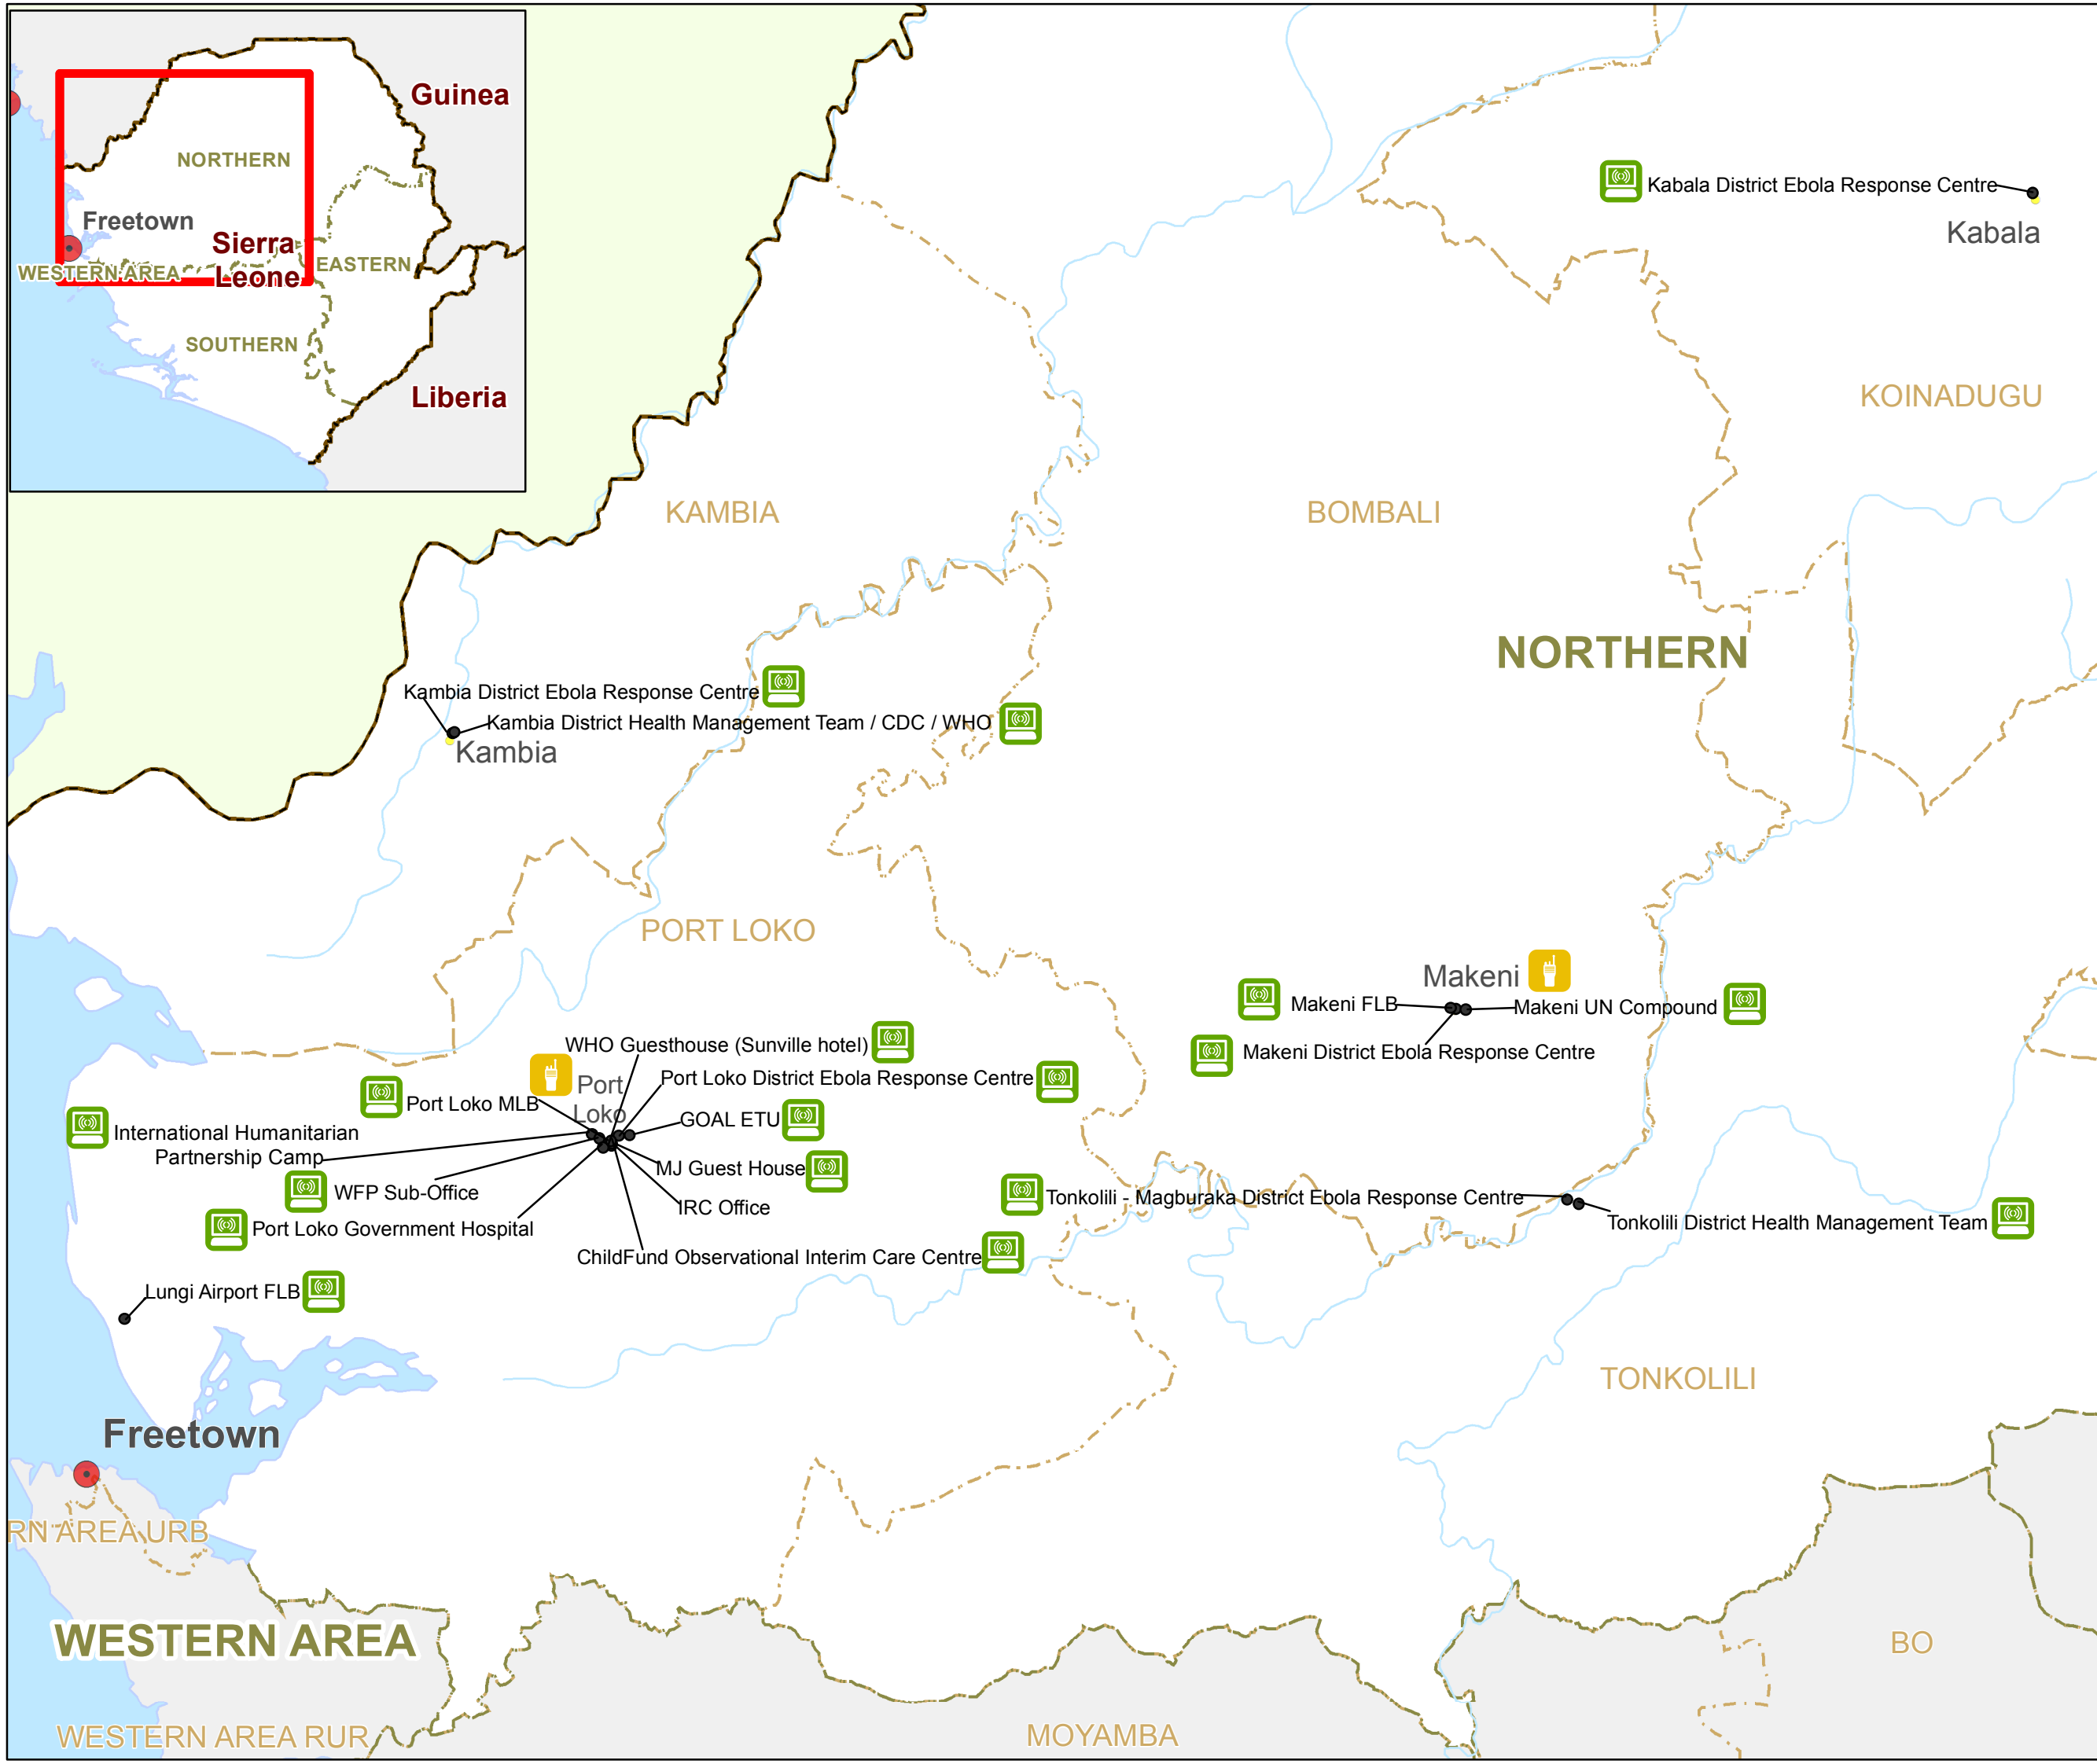 Guinea
NORTHERN
Freetown
Sierra
Leone
WESTERN AREA
EASTERN
SOUTHERN
Liberia
Kabala District Ebola Response Centre
Kabala
KOINADUGU
KAMBIA
BOMBALI
NORTHERN
Kambia District Ebola Response Centre
Kambia District Health Management Team / CDC / WHO
Kambia
PORT LOKO
Makeni
Makeni FLB
Makeni UN Compound
Makeni District Ebola Response Centre
WHO Guesthouse (Sunville hotel)
Port
Loko
Port Loko District Ebola Response Centre
Port Loko MLB
GOAL ETU
International Humanitarian
Partnership Camp
MJ Guest House
WFP Sub-Office
IRC Office
Port Loko Government Hospital
ChildFund Observational Interim Care Centre
Tonkolili - Magburaka District Ebola Response Centre
Tonkolili District Health Management Team
Lungi Airport FLB
TONKOLILI
Freetown
RN AREA URB
WESTERN AREA
BO
WESTERN AREA RUR
MOYAMBA